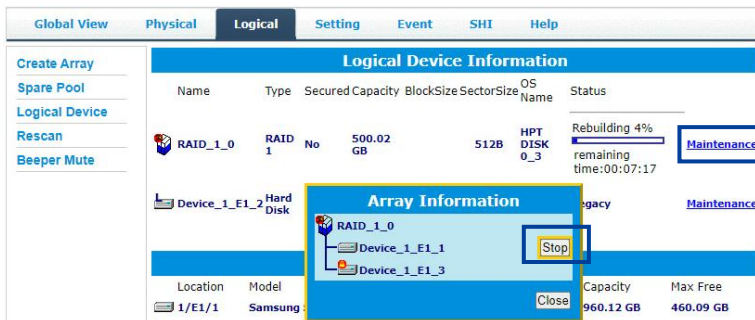 Global View Physical Logical Setting Event SHI Help
Create Array
Spare Pool
Logical Device
Rescan
Beeper Mute
Logical Device Information
Name Type Secured Capacity BlockSize SectorSize OS Name Status
RAID_1_0 RAID 1 No 500.02 GB 512B HPT DISK 0_3 Rebuilding 4% remaining time:00:07:17 Maintenance
Device_1_E1_2 Hard Disk egacy Maintenance
Array Information
RAID_1_0
Device_1_E1_1 Stop
Device_1_E1_3
Close
Location Model Capacity Max Free
1/E1/1 Samsung 960.12 GB 460.09 GB